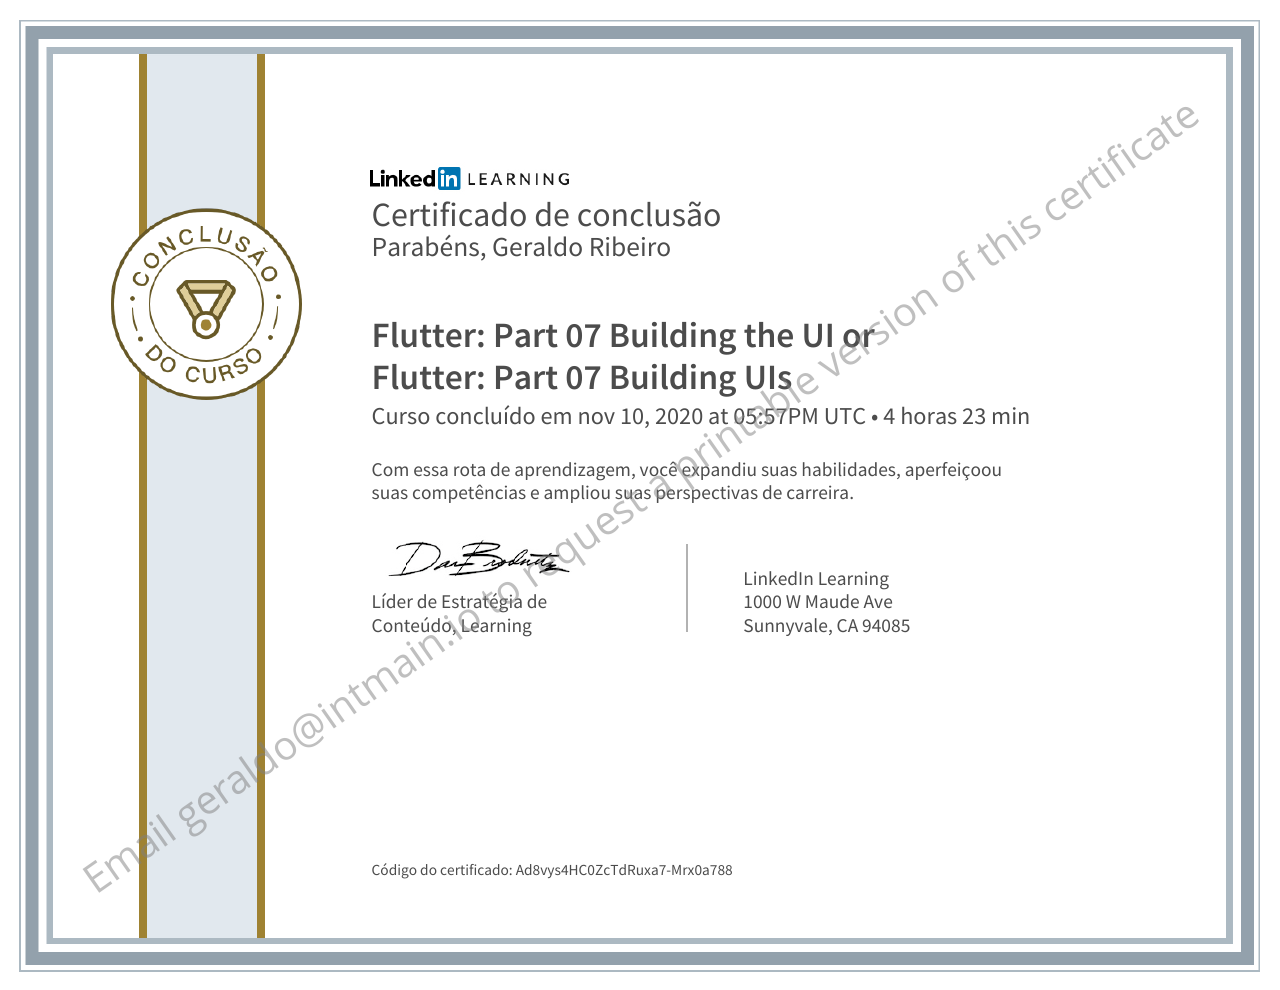 LinkedIn LEARNING
Certificado de conclusão
Parabéns, Geraldo Ribeiro
CONCLUSÃO
DO CURSO
Flutter: Part 07 Building the UI or
Flutter: Part 07 Building UIs
Curso concluído em nov 10, 2020 at 05:57PM UTC • 4 horas 23 min
Com essa rota de aprendizagem, você expandiu suas habilidades, aperfeiçoou
suas competências e ampliou suas perspectivas de carreira.
Líder de Estratégia de
Conteúdo, Learning
LinkedIn Learning
1000 W Maude Ave
Sunnyvale, CA 94085
Código do certificado: Ad8vys4HC0ZcTdRuxa7-Mrx0a788
Email geraldo@intmain.io to request a printable version of this certificate